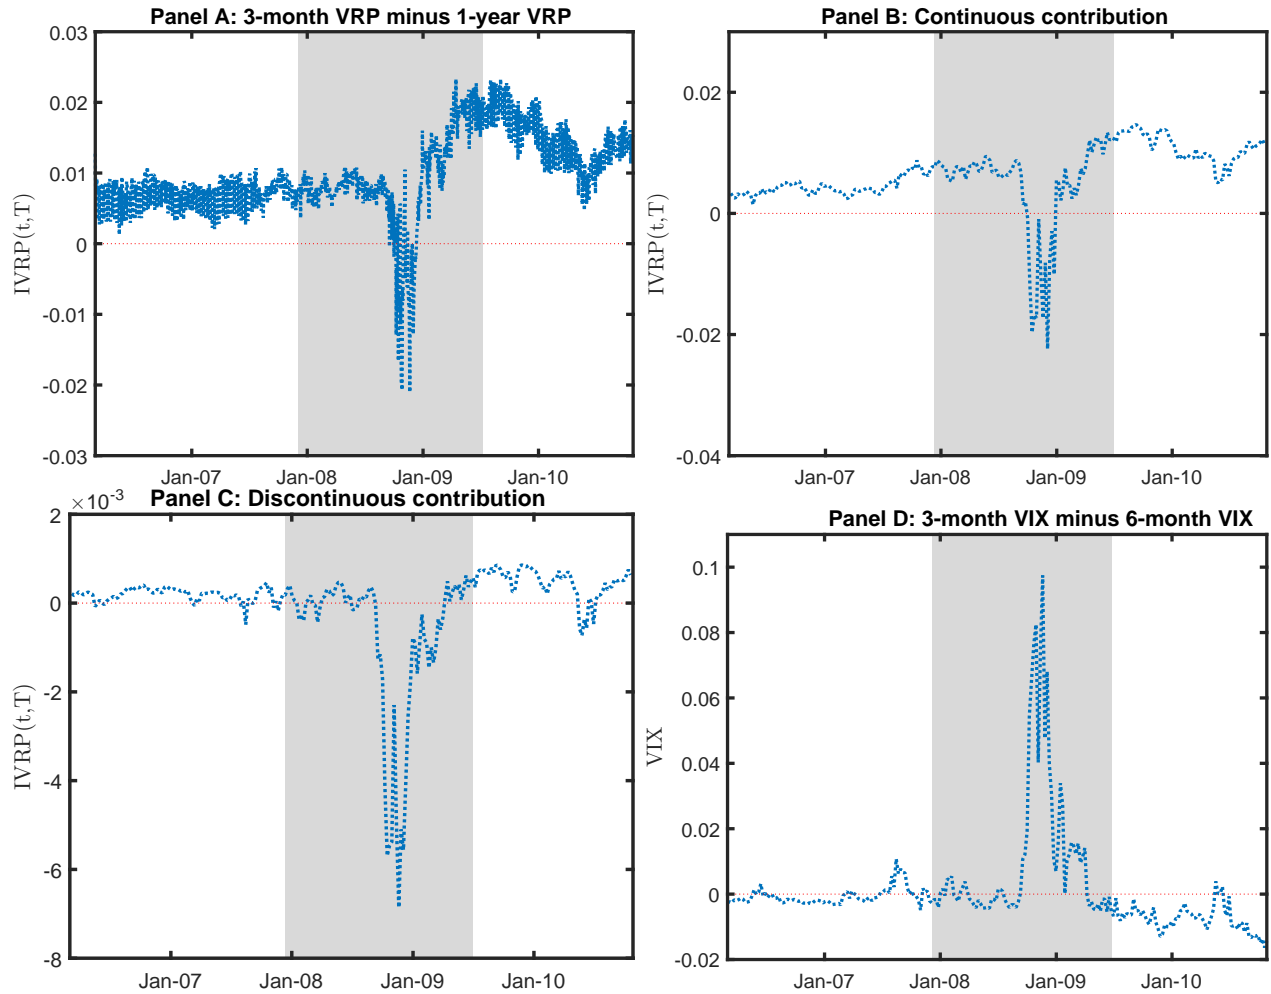 Panel A: 3-month VRP minus 1-year VRP
0.03
0.02
0.01
0
-0.01
-0.02
-0.03
IVRP(t,T)
Jan-07
Jan-08
Jan-09
Jan-10
Panel B: Continuous contribution
0.02
0
-0.02
-0.04
IVRP(t,T)
Jan-07
Jan-08
Jan-09
Jan-10
Panel C: Discontinuous contribution
×10⁻³
2
0
-2
-4
-6
-8
IVRP(t,T)
Jan-07
Jan-08
Jan-09
Jan-10
Panel D: 3-month VIX minus 6-month VIX
0.1
0.08
0.06
0.04
0.02
0
-0.02
VIX
Jan-07
Jan-08
Jan-09
Jan-10